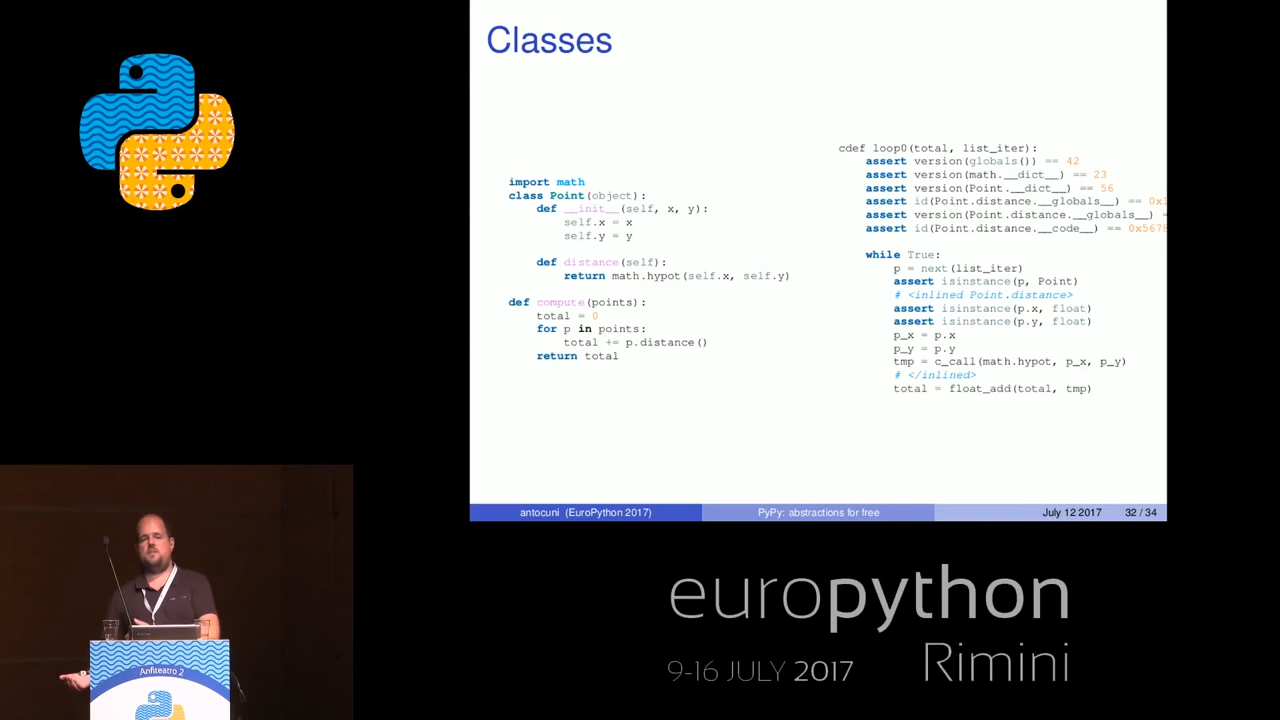 Classes
import math
class Point(object):
    def __init__(self, x, y):
        self.x = x
        self.y = y
    def distance(self):
        return math.hypot(self.x, self.y)
def compute(points):
    total = 0
    for p in points:
        total += p.distance()
    return total
cdef loop0(total, list_iter):
    assert version(globals()) == 42
    assert version(math.__dict__) == 23
    assert version(Point.__dict__) == 56
    assert id(Point.distance.__globals__) == 0x1
    assert version(Point.distance.__globals__) =
    assert id(Point.distance.__code__) == 0x5678
    while True:
        p = next(list_iter)
        assert isinstance(p, Point)
        # <inlined Point.distance>
        assert isinstance(p.x, float)
        assert isinstance(p.y, float)
        p_x = p.x
        p_y = p.y
        tmp = c_call(math.hypot, p_x, p_y)
        # </inlined>
        total = float_add(total, tmp)
antocuni (EuroPython 2017)
PyPy: abstractions for free
July 12 2017
32 / 34
Anfiteatro 2
europython
Rimini
9-16 JULY 2017